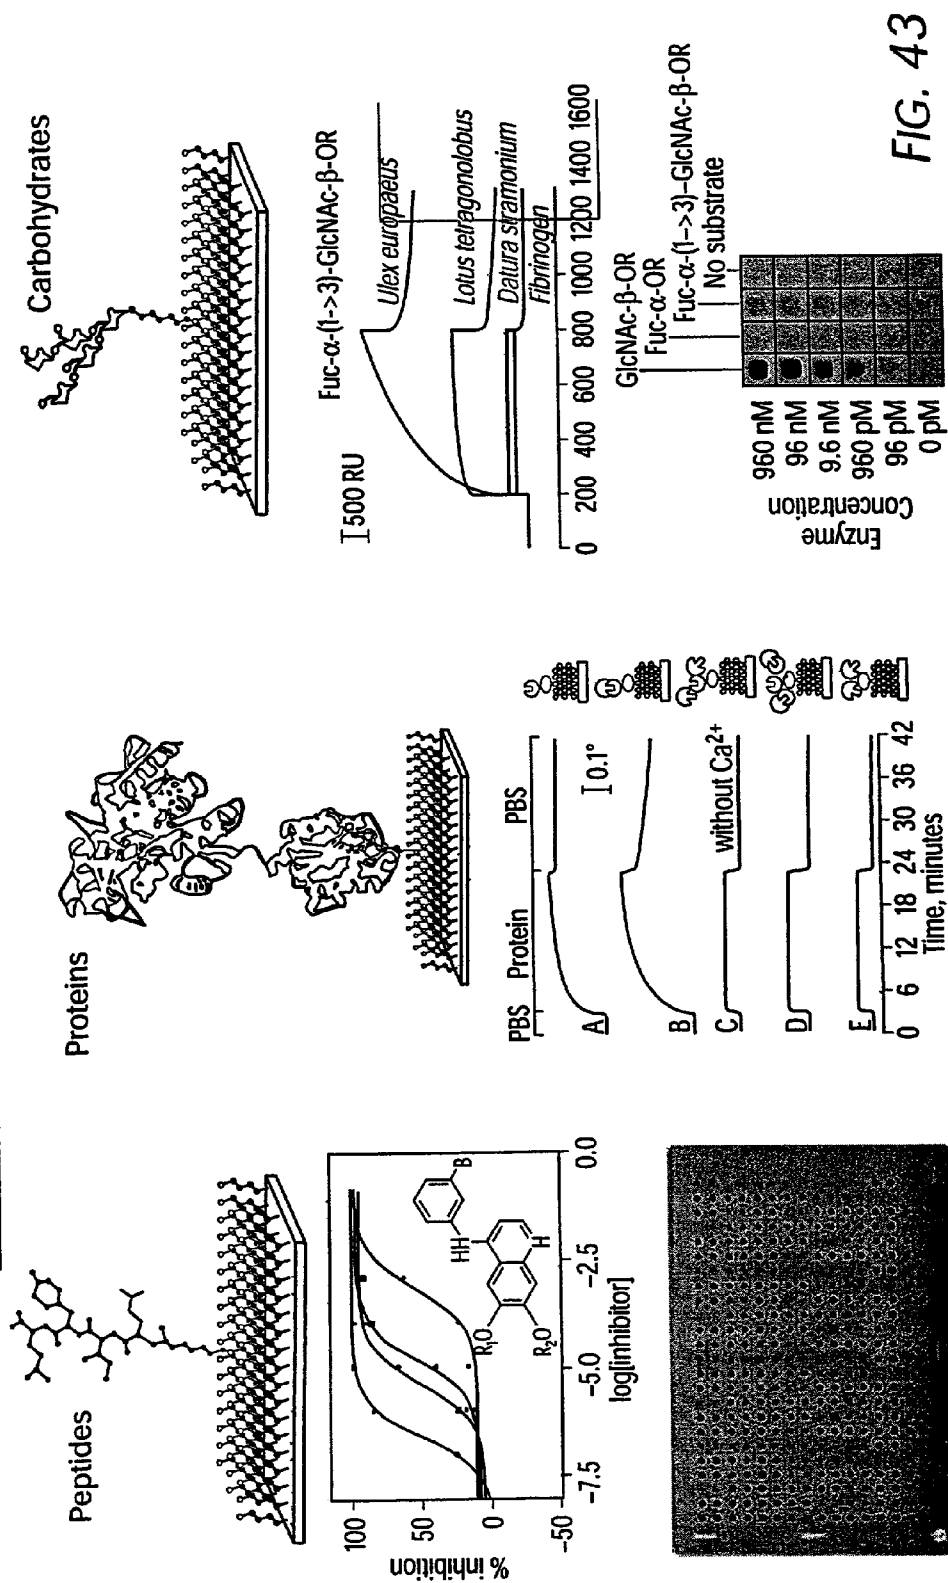 Peptides
% inhibition
100
50
0
-50
-7.5
-5.0
-2.5
0.0
log[inhibitor]
R₁O
R₂O
HH
B
H
Proteins
PBS
Protein
PBS
A
B
C
D
E
0.1°
without Ca²⁺
0
6
12
18
24
30
36
42
Time, minutes
Carbohydrates
500 RU
Fuc-α-(1->3)-GlcNAc-β-OR
Ulex europaeus
Lotus tetragonolobus
Datura stramonium
Fibrinogen
0
200
400
600
800
1000
1200
1400
1600
GlcNAc-β-OR
Fuc-α-OR
Fuc-α-(1->3)-GlcNAc-β-OR
No substrate
Enzyme
Concentration
960 nM
96 nM
9.6 nM
960 pM
96 pM
0 pM
FIG. 43